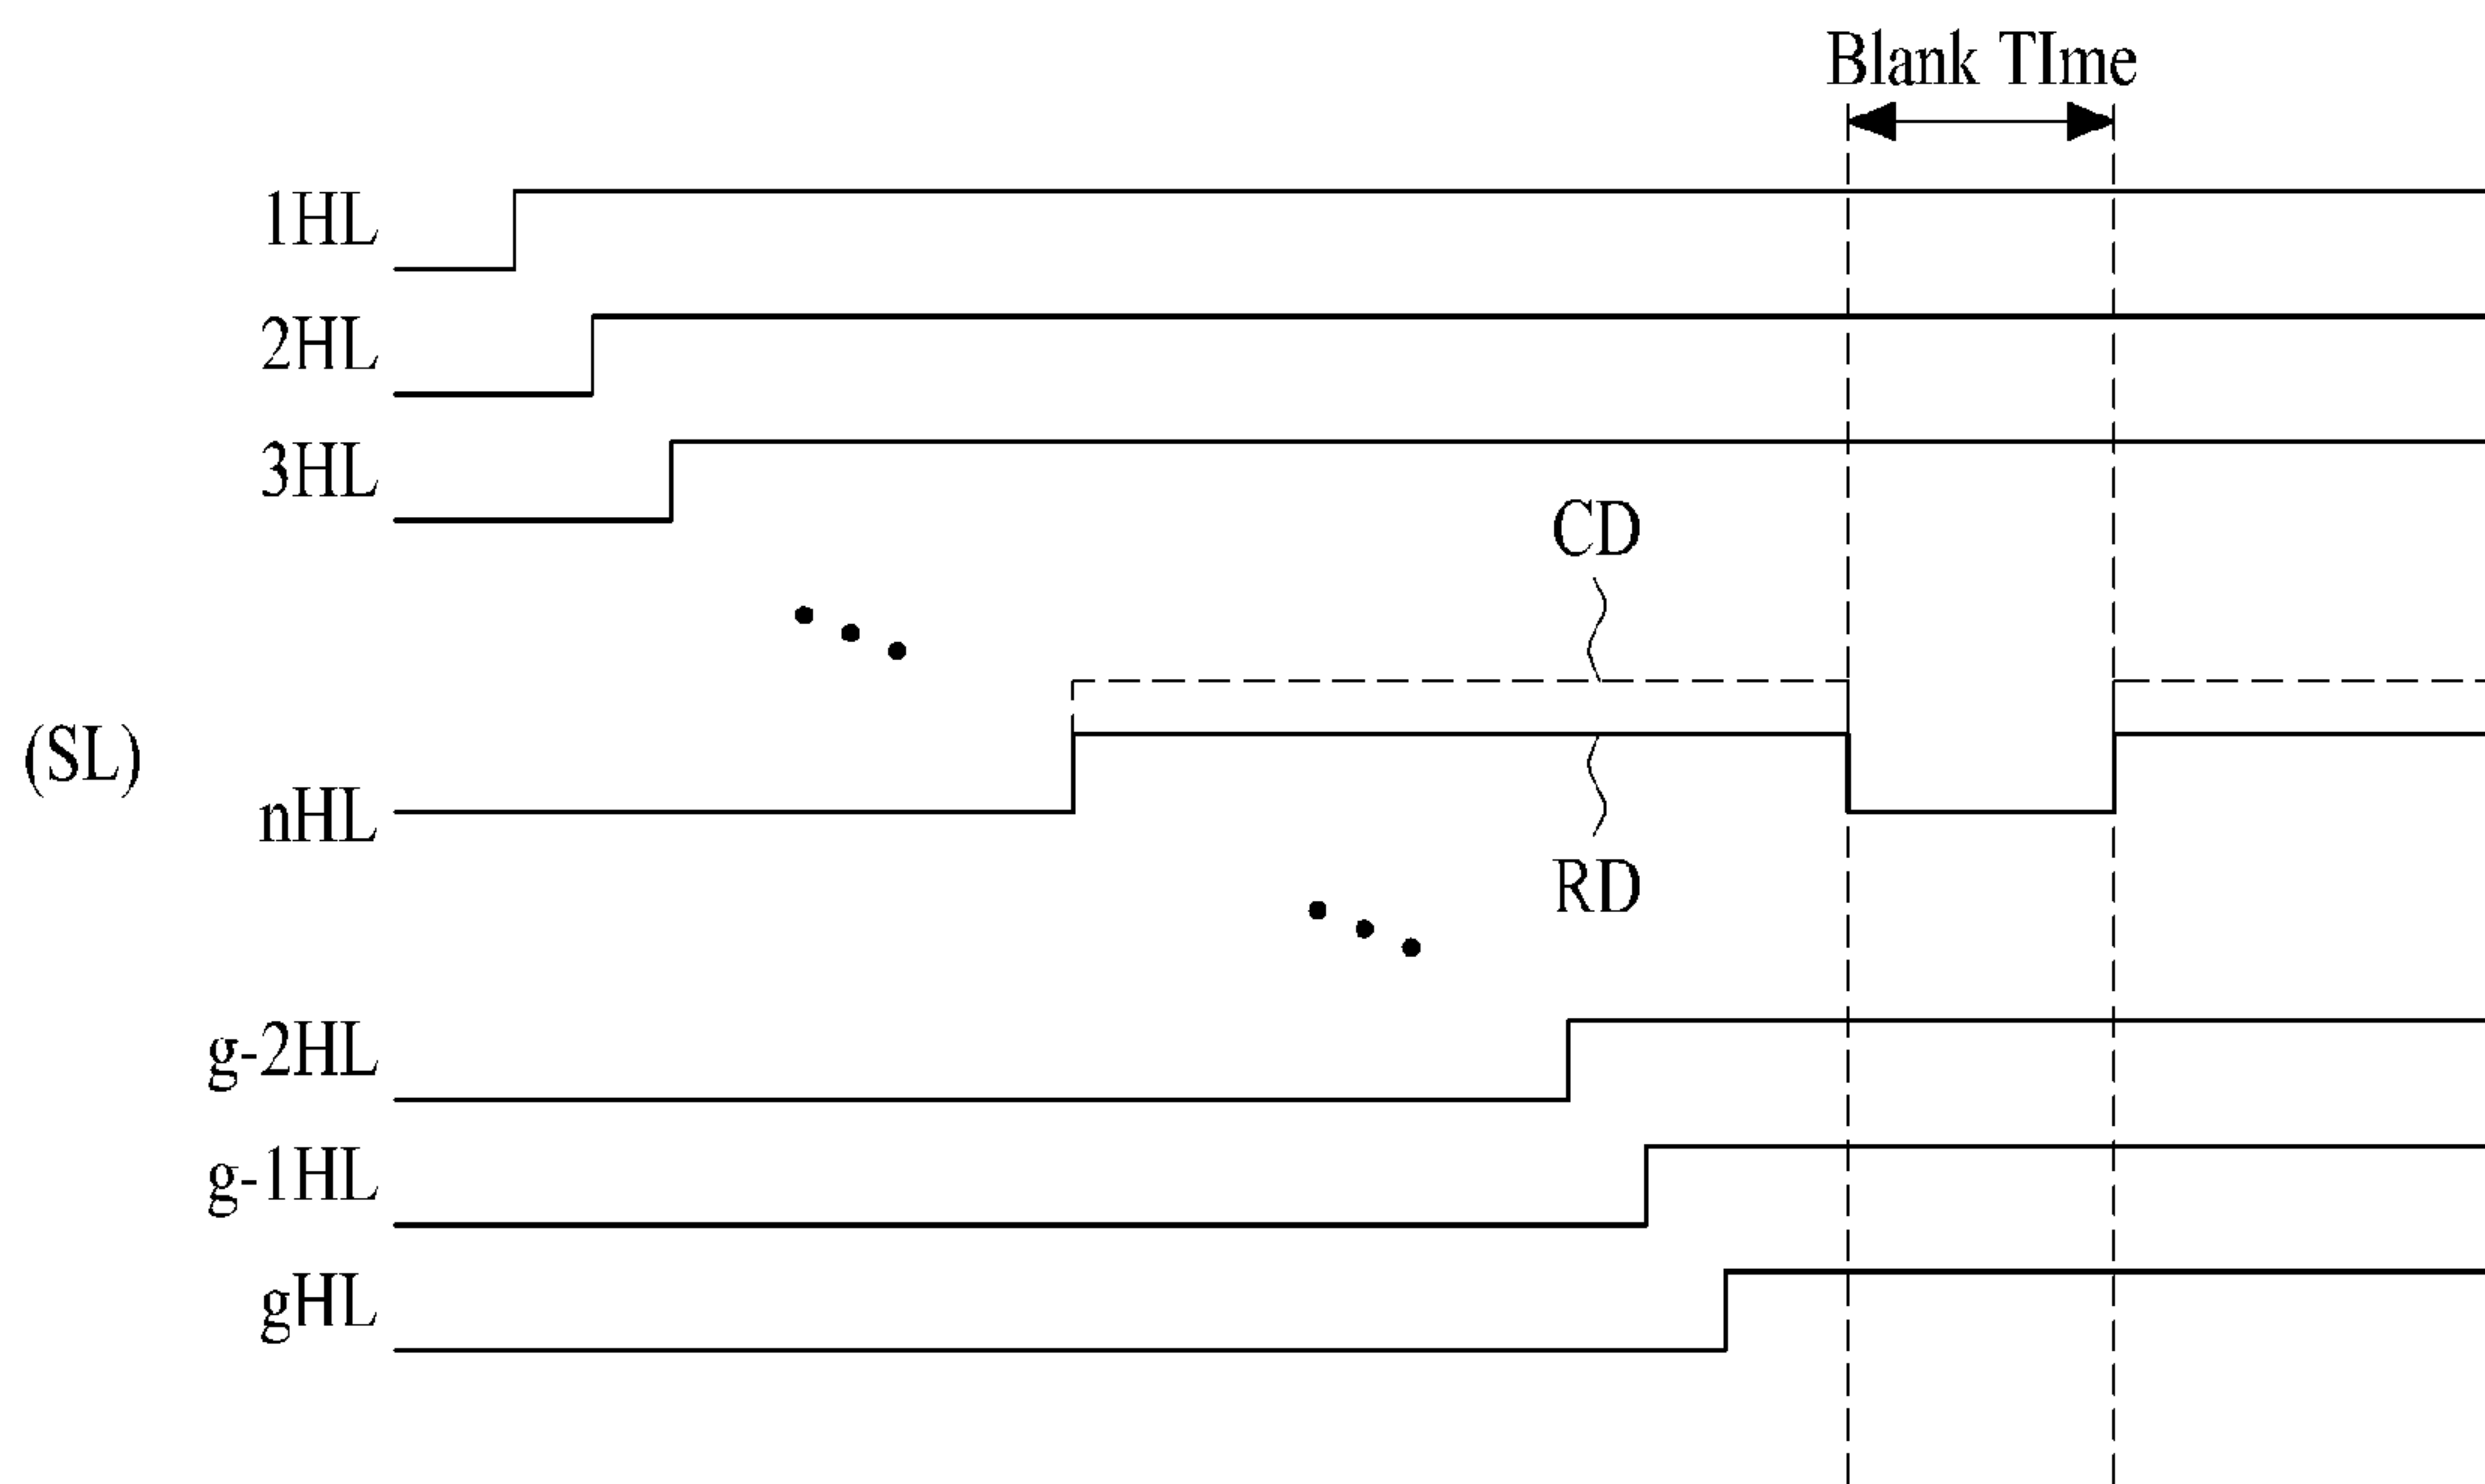 Blank TIme
1HL
2HL
3HL
CD
(SL)
nHL
RD
g-2HL
g-1HL
gHL